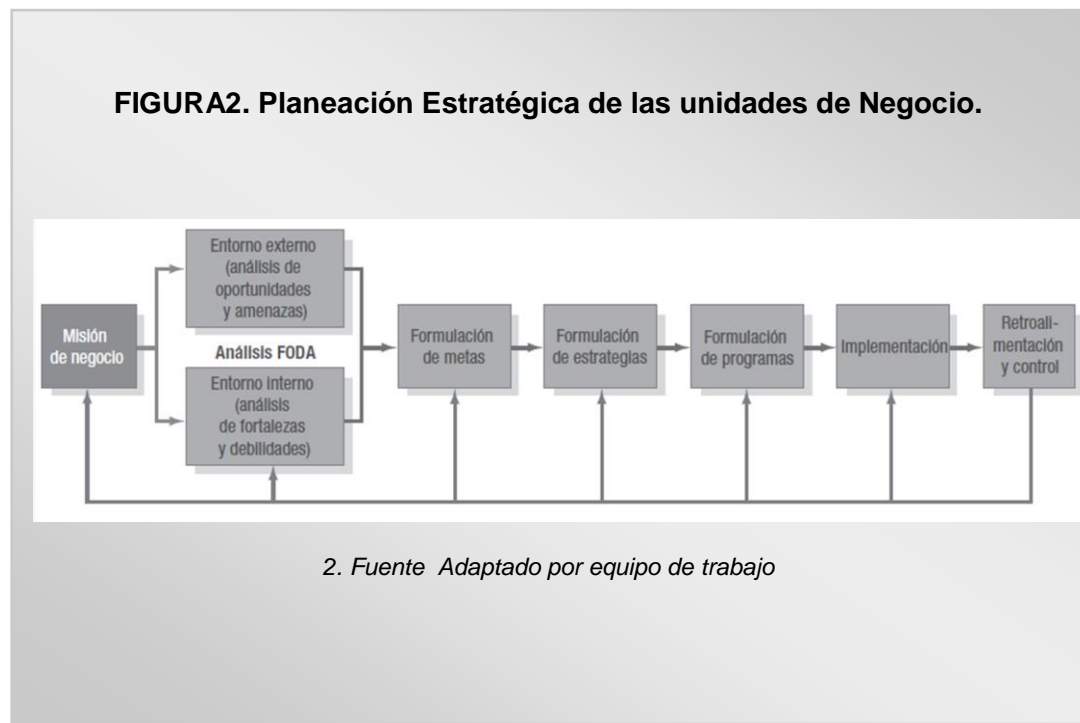 FIGURA2. Planeación Estratégica de las unidades de Negocio.
Misión
de negocio
Entorno externo
(análisis de
oportunidades
y amenazas)
Análisis FODA
Entorno interno
(análisis
de fortalezas
y debilidades)
Formulación
de metas
Formulación
de estrategias
Formulación
de programas
Implementación
Retroali-
mentación
y control
2. Fuente Adaptado por equipo de trabajo